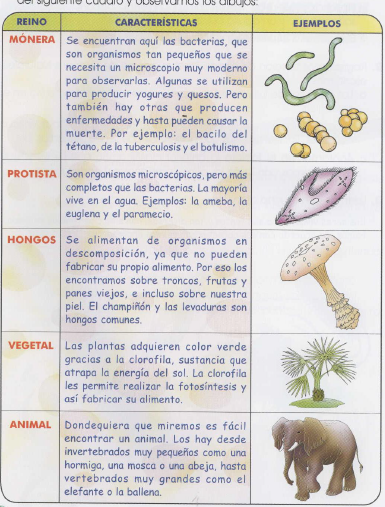 del siguiente cuadro y observamos los dibujos:
REINO CARACTERÍSTICAS EJEMPLOS
MÓNERA
Se encuentran aquí las bacterias, que
son organismos tan pequeños que se
necesita un microscopio muy moderno
para observarlas. Algunas se utilizan
para producir yogures y quesos. Pero
también hay otras que producen
enfermedades y hasta pueden causar la
muerte. Por ejemplo: el bacilo del
tétano, de la tuberculosis y el botulismo.
PROTISTA
Son organismos microscópicos, pero más
completos que las bacterias. La mayoría
vive en el agua. Ejemplos: la ameba, la
euglena y el paramecio.
HONGOS
Se alimentan de organismos en
descomposición, ya que no pueden
fabricar su propio alimento. Por eso los
encontramos sobre troncos, frutas y
panes viejos, e incluso sobre nuestra
piel. El champiñón y las levaduras son
hongos comunes.
VEGETAL
Las plantas adquieren color verde
gracias a la clorofila, sustancia que
atrapa la energía del sol. La clorofila
les permite realizar la fotosíntesis y
así fabricar su alimento.
ANIMAL
Dondequiera que miremos es fácil
encontrar un animal. Los hay desde
invertebrados muy pequeños como una
hormiga, una mosca o una abeja, hasta
vertebrados muy grandes como el
elefante o la ballena.